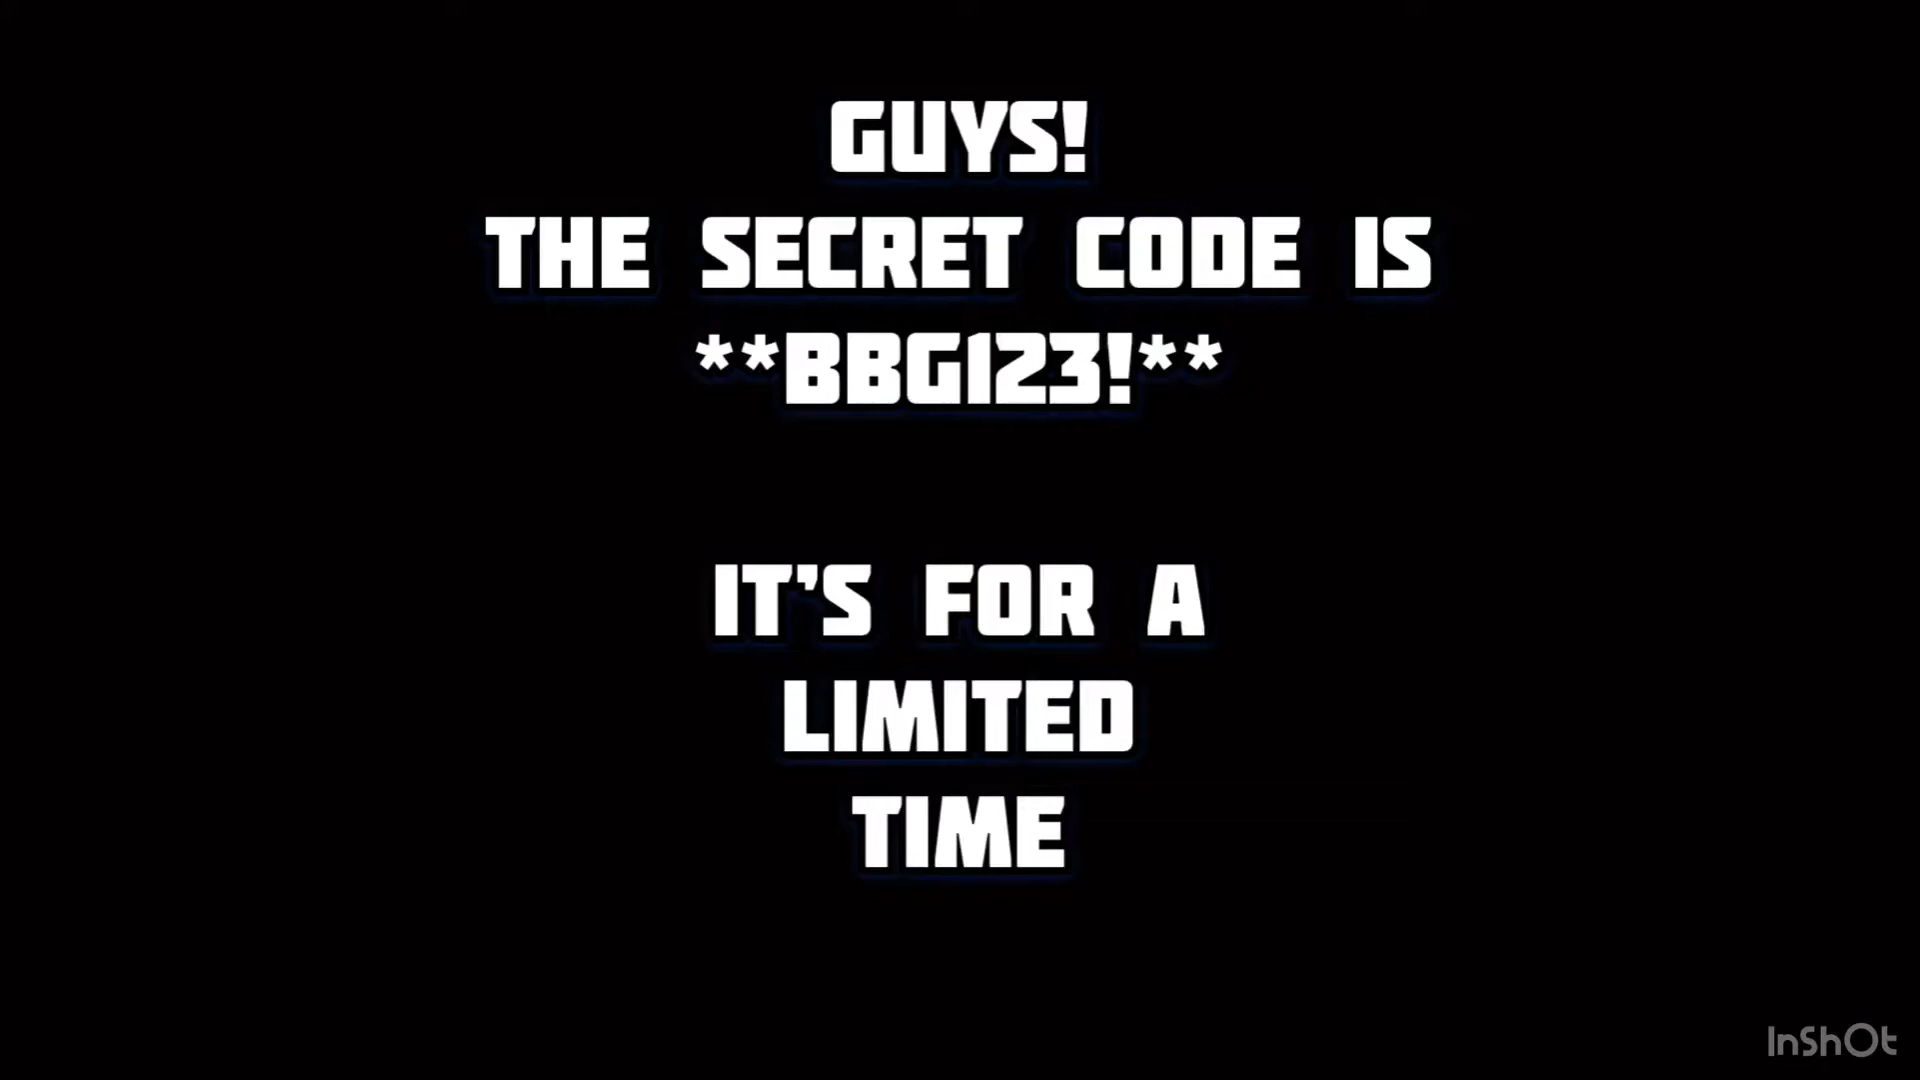 GUYS!
THE SECRET CODE IS
**BBG123!**
IT'S FOR A
LIMITED
TIME
InShOt